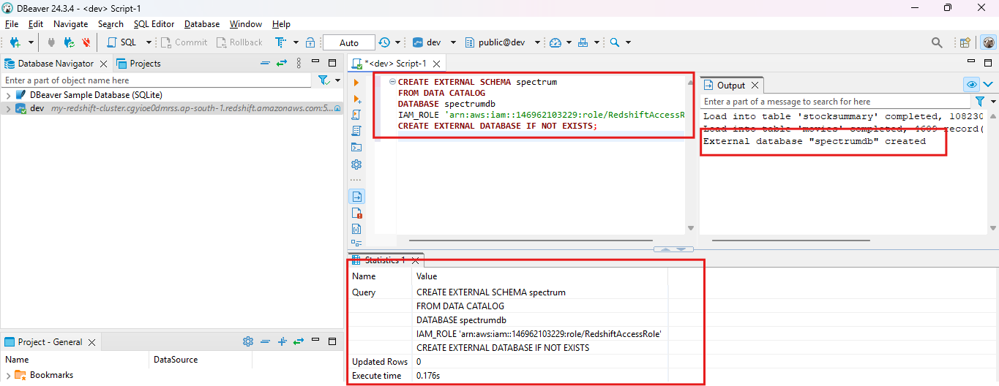 DBeaver 24.3.4 - <dev> Script-1
File Edit Navigate Search SQL Editor Database Window Help
SQL Commit Rollback Auto dev public@dev
Database Navigator Projects
Enter a part of object name here
DBeaver Sample Database (SQLite)
dev my-redshift-cluster.cgyioe0dmrss.ap-south-1.redshift.amazonaws.com:5...
*<dev> Script-1
CREATE EXTERNAL SCHEMA spectrum
FROM DATA CATALOG
DATABASE spectrumdb
IAM_ROLE 'arn:aws:iam::146962103229:role/RedshiftAccessR
CREATE EXTERNAL DATABASE IF NOT EXISTS;
Output
Enter a part of a message to search for here
Load into table 'stocksummary' completed, 108230
Load into table 'movies' completed, 4609 record(
External database "spectrumdb" created
Statistics 1
Name Value
Query CREATE EXTERNAL SCHEMA spectrum
FROM DATA CATALOG
DATABASE spectrumdb
IAM_ROLE 'arn:aws:iam::146962103229:role/RedshiftAccessRole'
CREATE EXTERNAL DATABASE IF NOT EXISTS
Updated Rows 0
Execute time 0.176s
Project - General
Name DataSource
Bookmarks